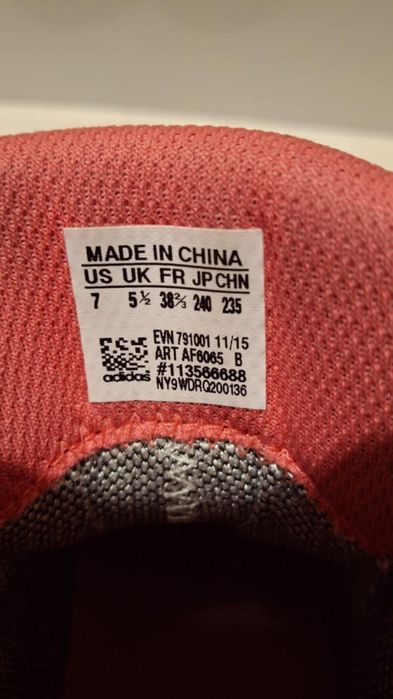 MADE IN CHINA
US UK FR JP CHN
7 5½ 38⅔ 240 235
EVN 791001 11/15
ART AF6065 B
#113566688
adidas NY9WDRQ200136